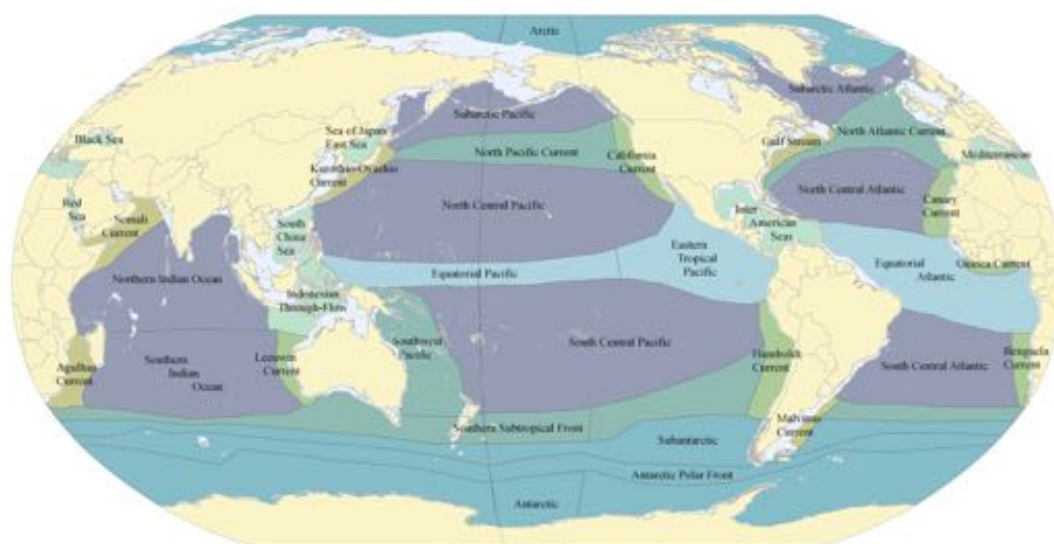 Arctic
Subarctic Atlantic
Subarctic Pacific
Black Sea
Sea of Japan
East Sea
North Atlantic Current
Gulf Stream
North Pacific Current
California
Current
Mediterranean
Kuroshio-Oyashio
Current
Red
Sea
Somali
Current
North Central Pacific
North Central Atlantic
Canary
Current
South
China
Sea
Inter
American
Seas
Eastern
Tropical
Pacific
Northern Indian Ocean
Equatorial Pacific
Equatorial
Atlantic
Guinea Current
Indonesian
Through-Flow
Southwest
Pacific
South Central Pacific
Agulhas
Current
Southern
Indian
Ocean
Leeuwin
Current
Humboldt
Current
South Central Atlantic
Benguela
Current
Southern Subtropical Front
Malvinas
Current
Subantarctic
Antarctic Polar Front
Antarctic